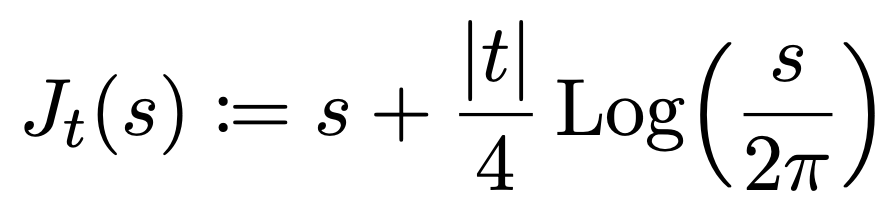 J_t(s) := s + \frac{|t|}{4} \operatorname{Log}\left(\frac{s}{2\pi}\right)